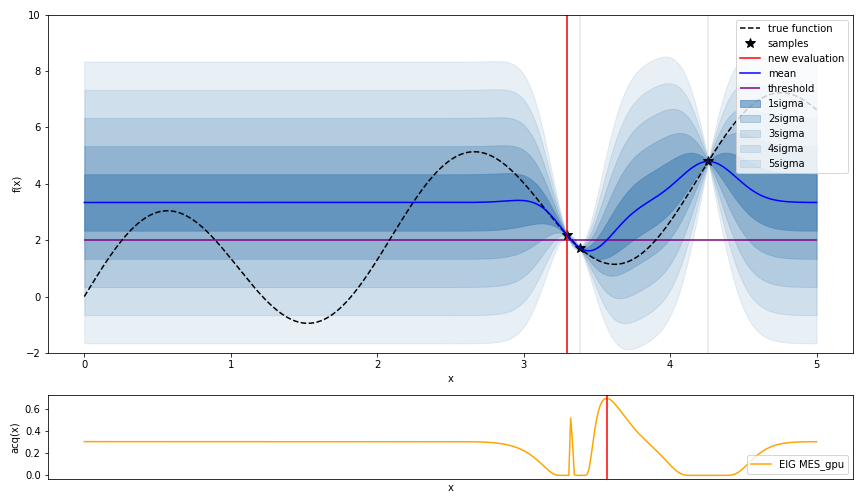 10
8
6
4
2
0
−2
f(x)
true function
samples
new evaluation
mean
threshold
1sigma
2sigma
3sigma
4sigma
5sigma
0 1 2 3 4 5
x
0.6
0.4
0.2
0.0
acq(x)
EIG MES_gpu
x